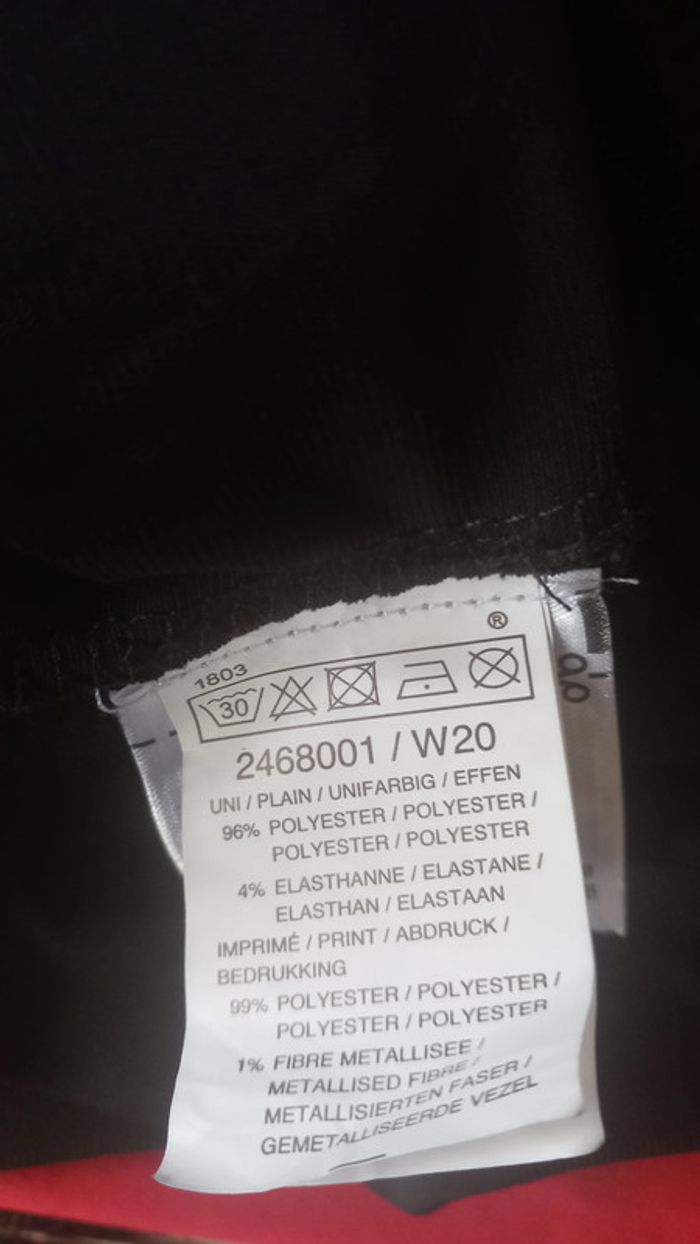 ®
1803
30
2468001 / W20
UNI / PLAIN / UNIFARBIG / EFFEN
96% POLYESTER / POLYESTER /
POLYESTER / POLYESTER
4% ELASTHANNE / ELASTANE /
ELASTHAN / ELASTAAN
IMPRIMÉ / PRINT / ABDRUCK /
BEDRUKKING
99% POLYESTER / POLYESTER /
POLYESTER / POLYESTER
1% FIBRE METALLISEE /
METALLISED FIBRE /
METALLISIERTEN FASER /
GEMETALLISEERDE VEZEL